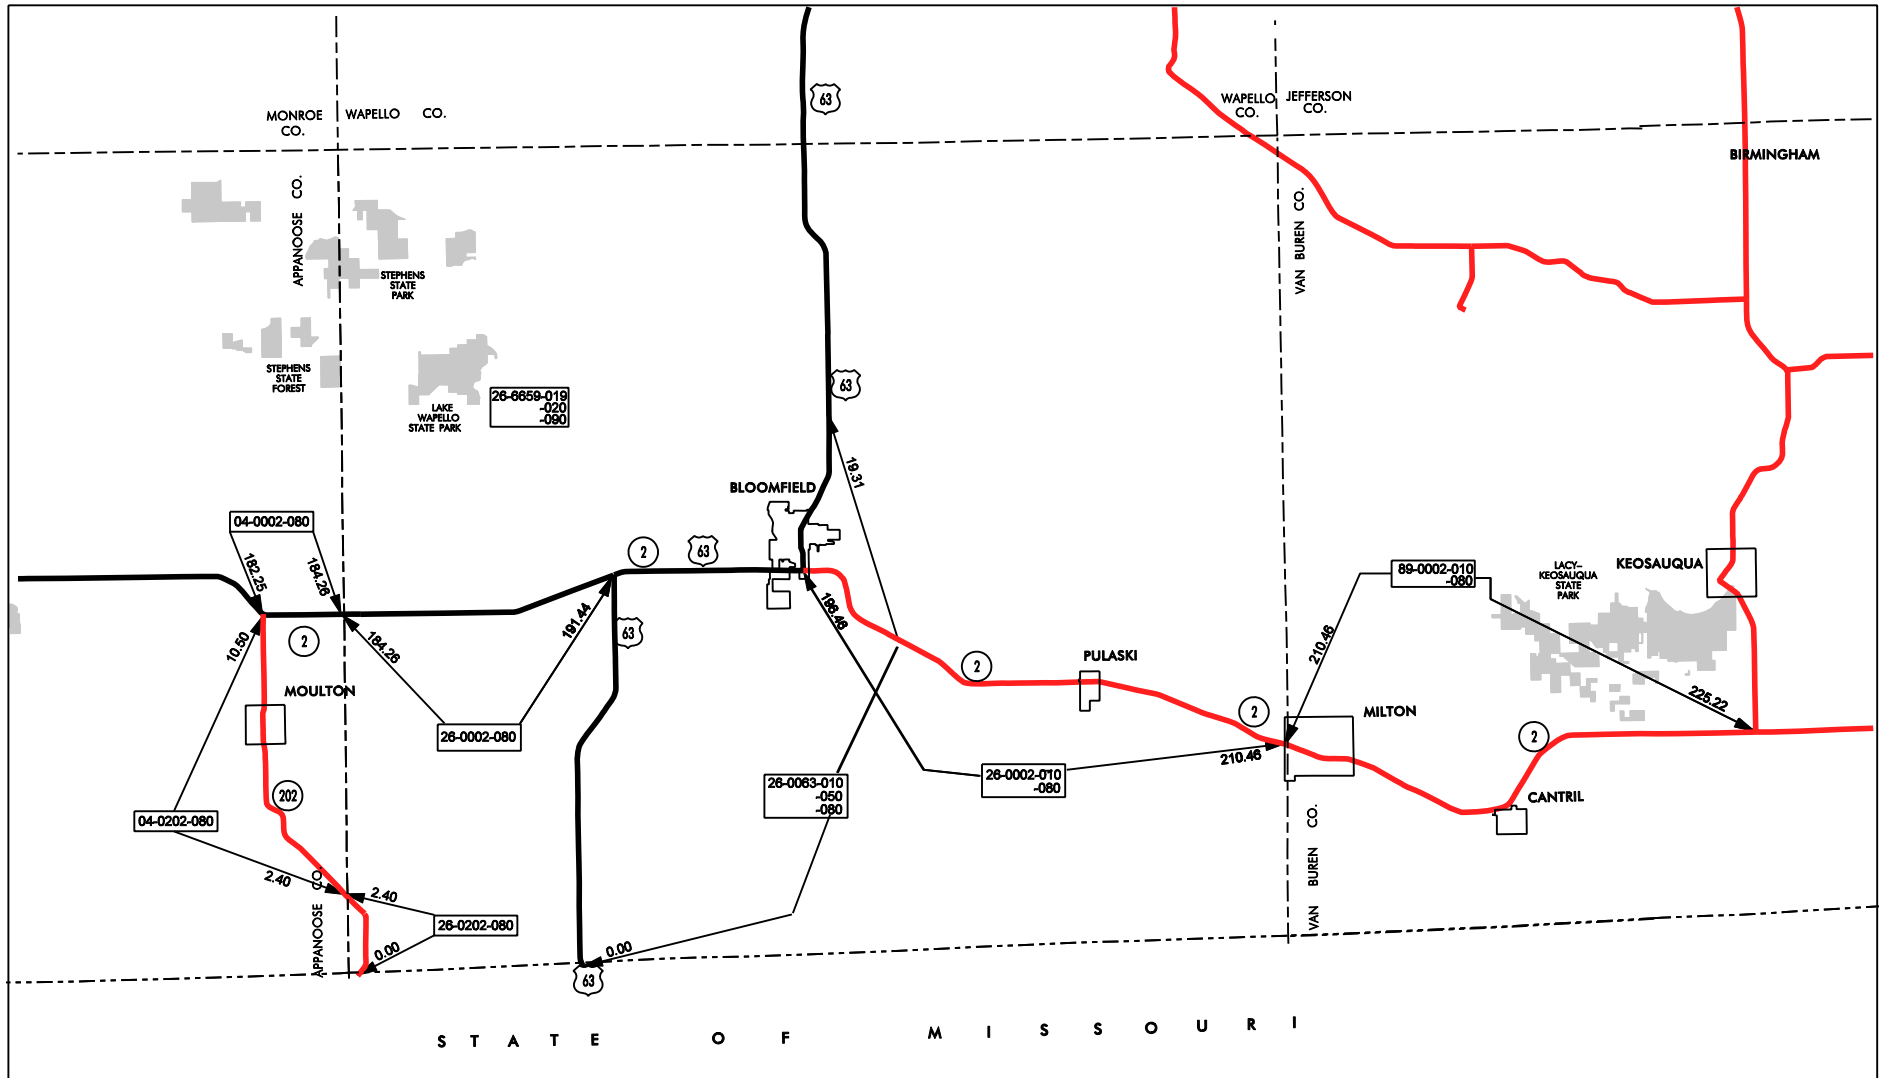 63
MONROE
CO.
WAPELLO CO.
WAPELLO
CO.
JEFFERSON
CO.
BIRMINGHAM
APPANOOSE CO.
VAN BUREN CO.
STEPHENS
STATE
PARK
STEPHENS
STATE
FOREST
LAKE
WAPELLO
STATE PARK
26-6659-019
-020
-090
63
19.31
BLOOMFIELD
04-0002-080
182.25
184.26
2
63
191.44
196.46
89-0002-010
-080
LACY-
KEOSAUQUA
STATE
PARK
KEOSAUQUA
10.50
2
184.26
63
210.46
2
PULASKI
225.22
MOULTON
26-0002-080
2
MILTON
2
210.46
202
26-0063-010
-050
-080
26-0002-010
-080
CANTRIL
04-0202-080
2.40
2.40
APPANOOSE CO.
VAN BUREN CO.
26-0202-080
0.00
0.00
63
STATE OF MISSOURI